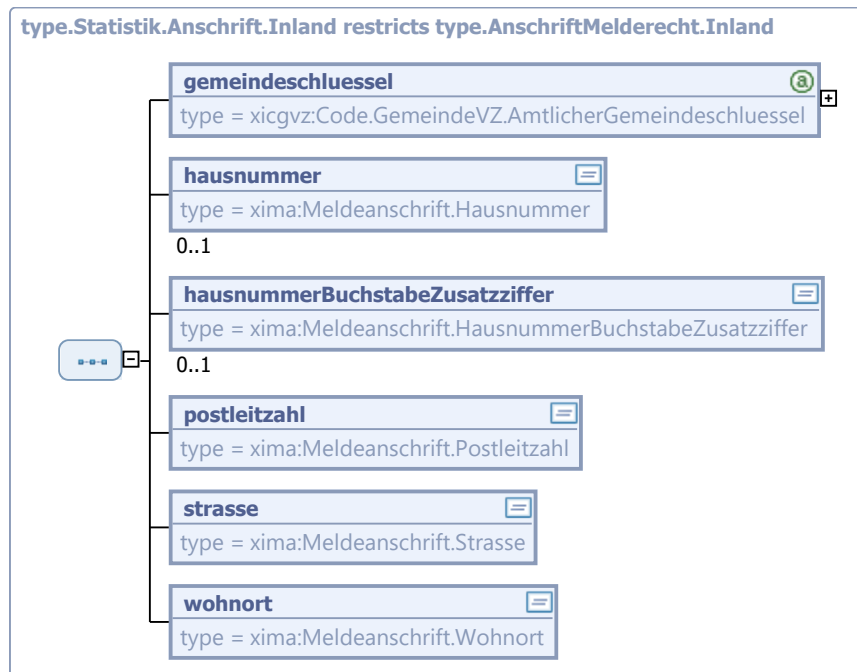 type.Statistik.Anschrift.Inland restricts type.AnschriftMelderecht.Inland
gemeindeschluessel
type = xicgvz:Code.GemeindeVZ.AmtlicherGemeindeschluessel
hausnummer
type = xima:Meldeanschrift.Hausnummer
0..1
hausnummerBuchstabeZusatzziffer
type = xima:Meldeanschrift.HausnummerBuchstabeZusatzziffer
0..1
postleitzahl
type = xima:Meldeanschrift.Postleitzahl
strasse
type = xima:Meldeanschrift.Strasse
wohnort
type = xima:Meldeanschrift.Wohnort